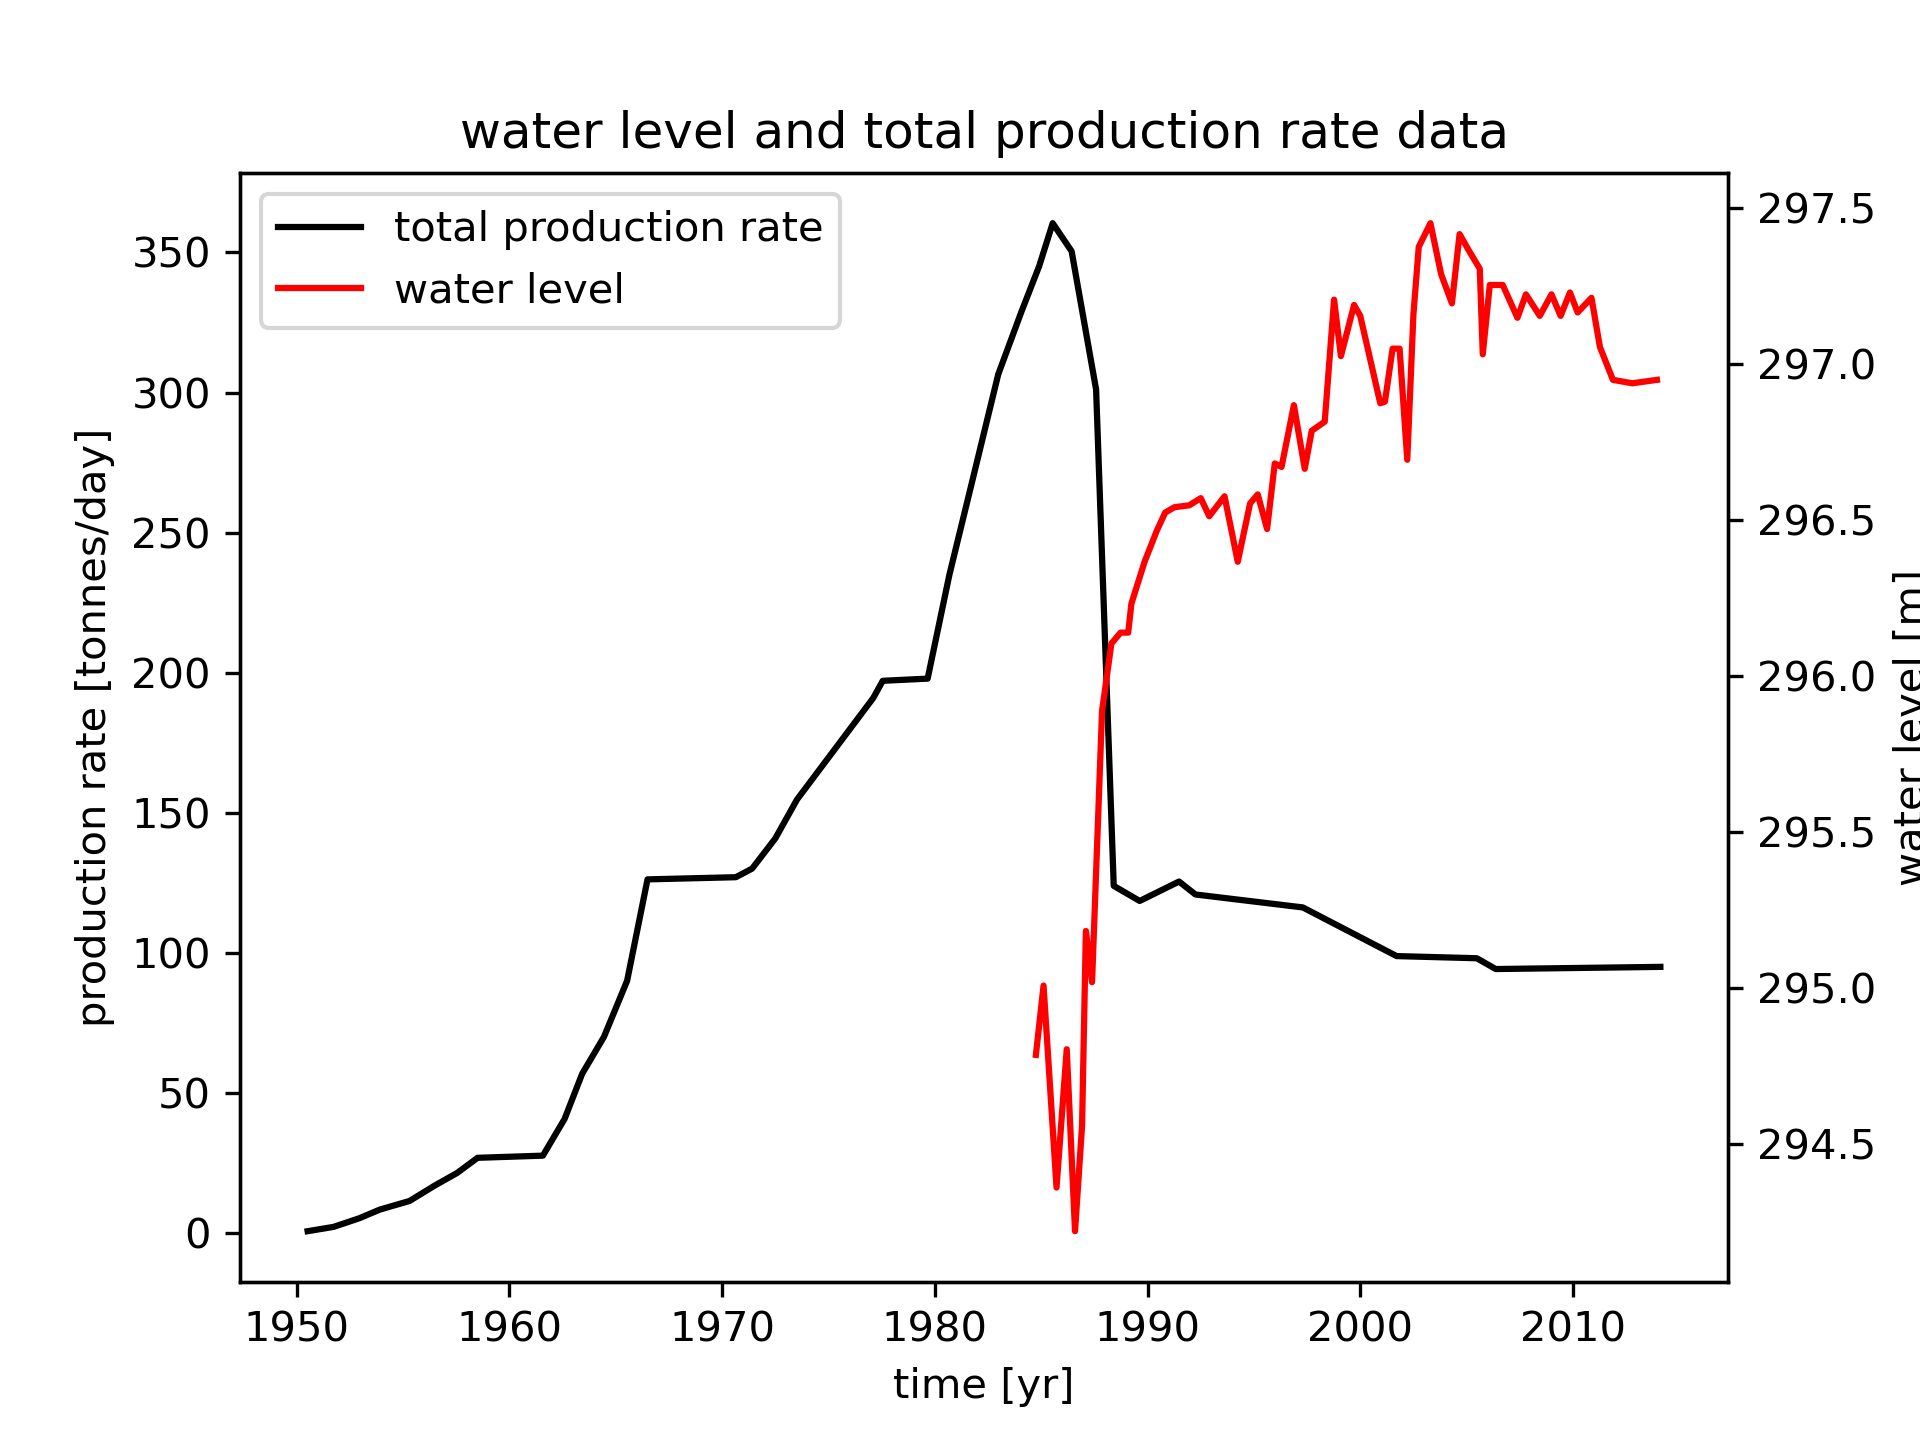 water level and total production rate data
total production rate
water level
350
300
250
200
150
100
50
0
production rate [tonnes/day]
297.5
297.0
296.5
296.0
295.5
295.0
294.5
water level [m]
1950 1960 1970 1980 1990 2000 2010
time [yr]